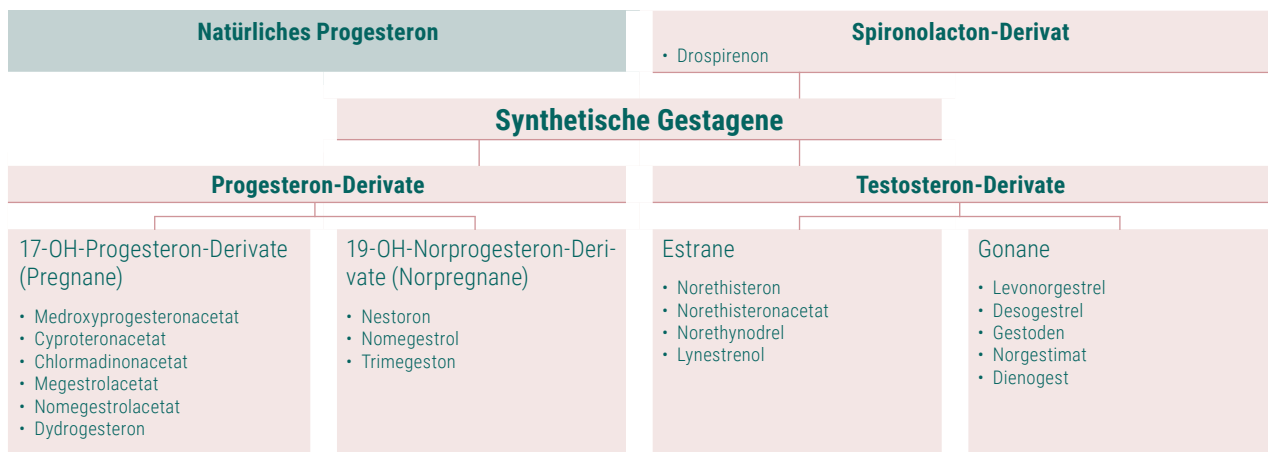 Natürliches Progesteron
Spironolacton-Derivat
• Drospirenon
Synthetische Gestagene
Progesteron-Derivate
Testosteron-Derivate
17-OH-Progesteron-Derivate
(Pregnane)
• Medroxyprogesteronacetat
• Cyproteronacetat
• Chlormadinonacetat
• Megestrolacetat
• Nomegestrolacetat
• Dydrogesteron
19-OH-Norprogesteron-Deri-
vate (Norpregnane)
• Nestoron
• Nomegestrol
• Trimegeston
Estrane
• Norethisteron
• Norethisteronacetat
• Norethynodrel
• Lynestrenol
Gonane
• Levonorgestrel
• Desogestrel
• Gestoden
• Norgestimat
• Dienogest